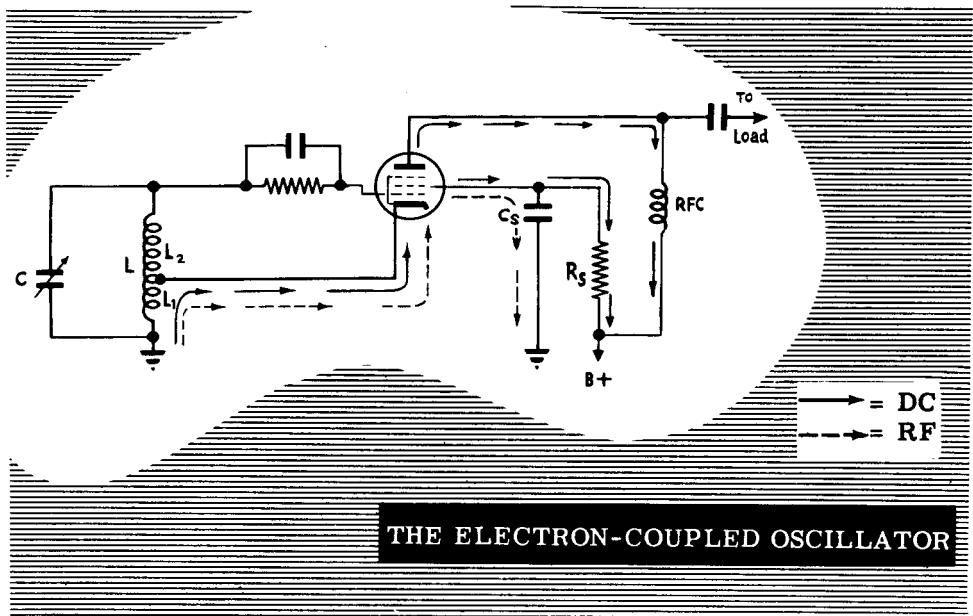 TO
Load
RFC
Cs
L2
L
C
L1
Rs
B+
= DC
= RF
THE ELECTRON-COUPLED OSCILLATOR